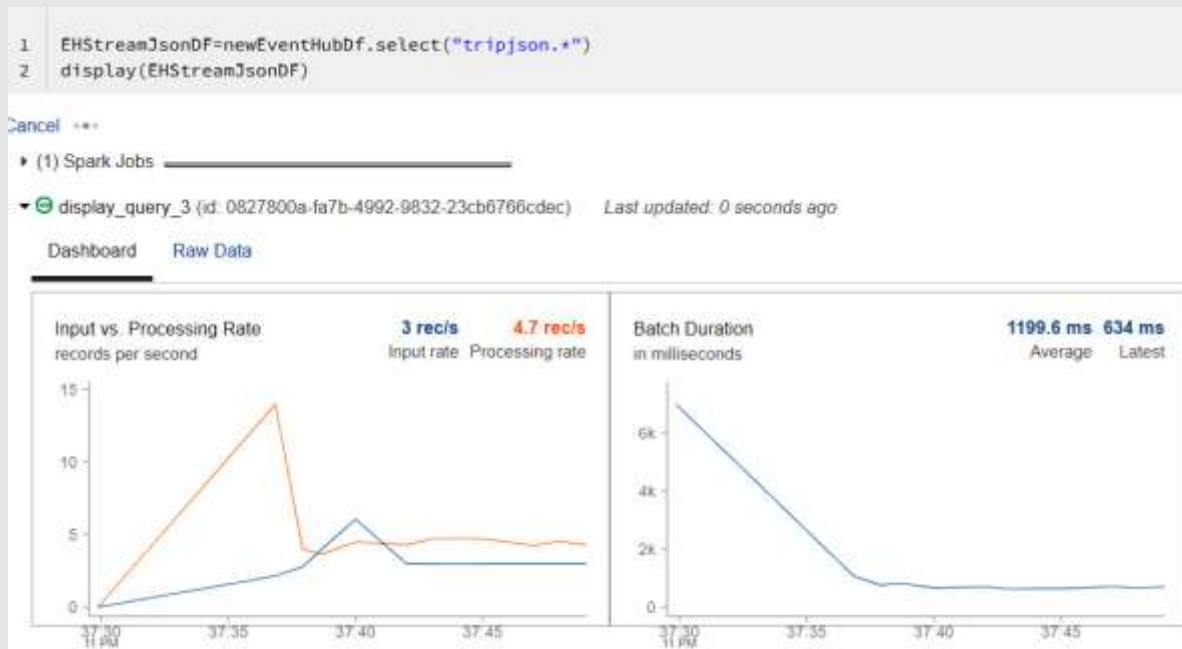 1 EHStreamJsonDF=newEventHubDf.select("tripjson.*")
2 display(EHStreamJsonDF)
Cancel
(1) Spark Jobs
display_query_3 (id: 0827800a-fa7b-4992-9832-23cb6766cdec) Last updated: 0 seconds ago
Dashboard Raw Data
Input vs. Processing Rate 3 rec/s 4.7 rec/s
records per second Input rate Processing rate
15
10
5
0
37:30 37:35 37:40 37:45
11 PM
Batch Duration 1199.6 ms 634 ms
in milliseconds Average Latest
6k
4k
2k
0
37:30 37:35 37:40 37:45
11 PM